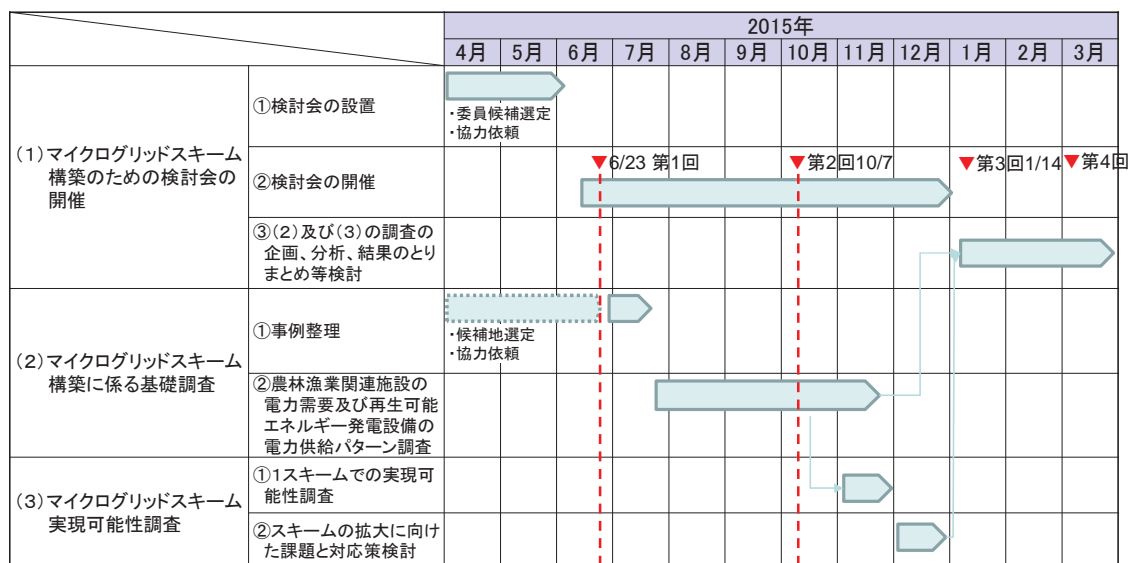 2015年
4月 5月 6月 7月 8月 9月 10月 11月 12月 1月 2月 3月
(1)マイクログリッドスキーム
構築のための検討会の
開催
①検討会の設置
・委員候補選定
・協力依頼
②検討会の開催
▼6/23 第1回
▼第2回10/7
▼第3回1/14
▼第4回
③(2)及び(3)の調査の
企画、分析、結果のとり
まとめ等検討
(2)マイクログリッドスキーム
構築に係る基礎調査
①事例整理
・候補地選定
・協力依頼
②農林漁業関連施設の
電力需要及び再生可能
エネルギー発電設備の
電力供給パターン調査
(3)マイクログリッドスキーム
実現可能性調査
①1スキームでの実現可
能性調査
②スキームの拡大に向け
た課題と対応策検討